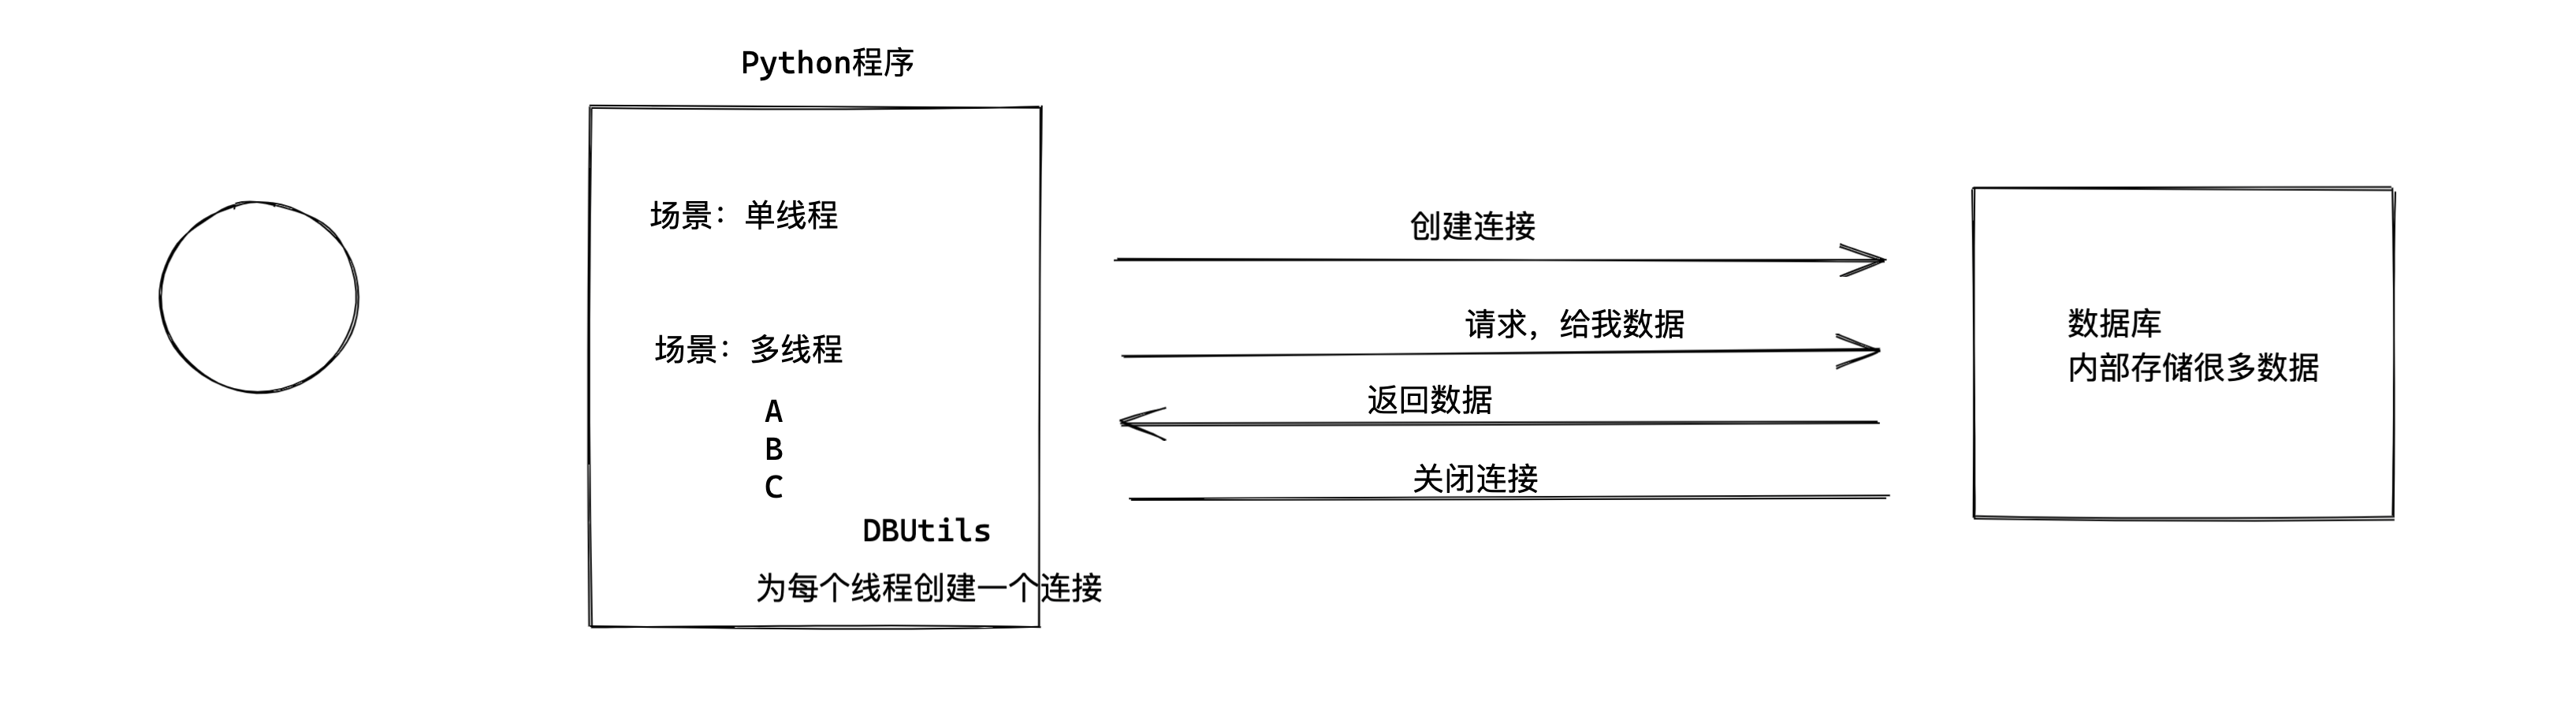 Python程序
场景：单线程
场景：多线程
A
B
C
DBUtils
为每个线程创建一个连接
创建连接
请求，给我数据
返回数据
关闭连接
数据库
内部存储很多数据